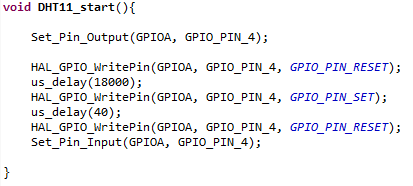 void DHT11_start(){
Set_Pin_Output(GPIOA, GPIO_PIN_4);
HAL_GPIO_WritePin(GPIOA, GPIO_PIN_4, GPIO_PIN_RESET);
us_delay(18000);
HAL_GPIO_WritePin(GPIOA, GPIO_PIN_4, GPIO_PIN_SET);
us_delay(40);
HAL_GPIO_WritePin(GPIOA, GPIO_PIN_4, GPIO_PIN_RESET);
Set_Pin_Input(GPIOA, GPIO_PIN_4);
}